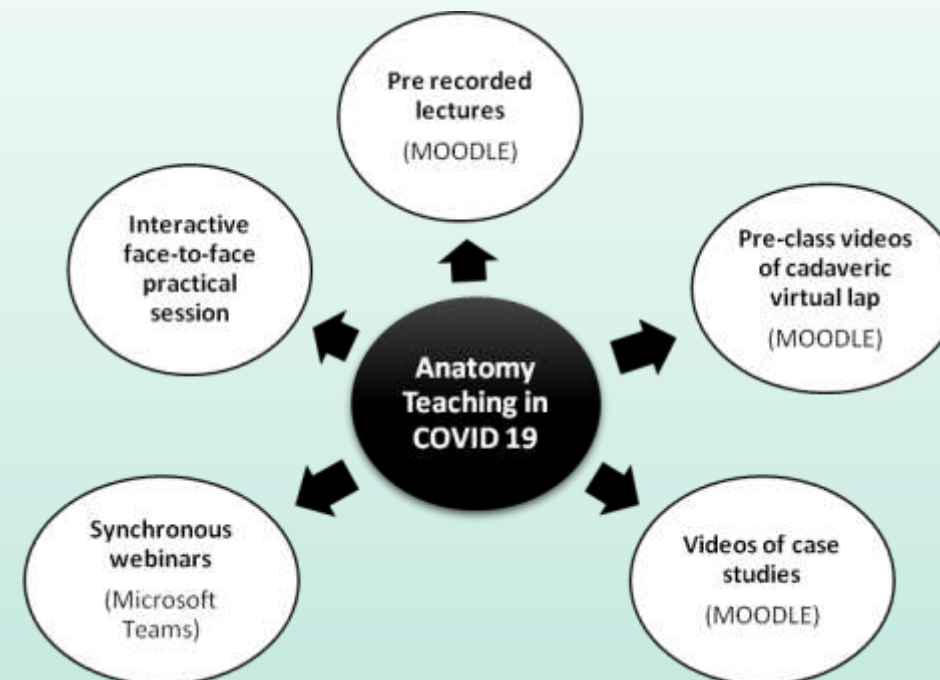 Pre recorded
lectures
(MOODLE)
Interactive
face-to-face
practical
session
Pre-class videos
of cadaveric
virtual lap
(MOODLE)
Anatomy
Teaching in
COVID 19
Synchronous
webinars
(Microsoft
Teams)
Videos of case
studies
(MOODLE)